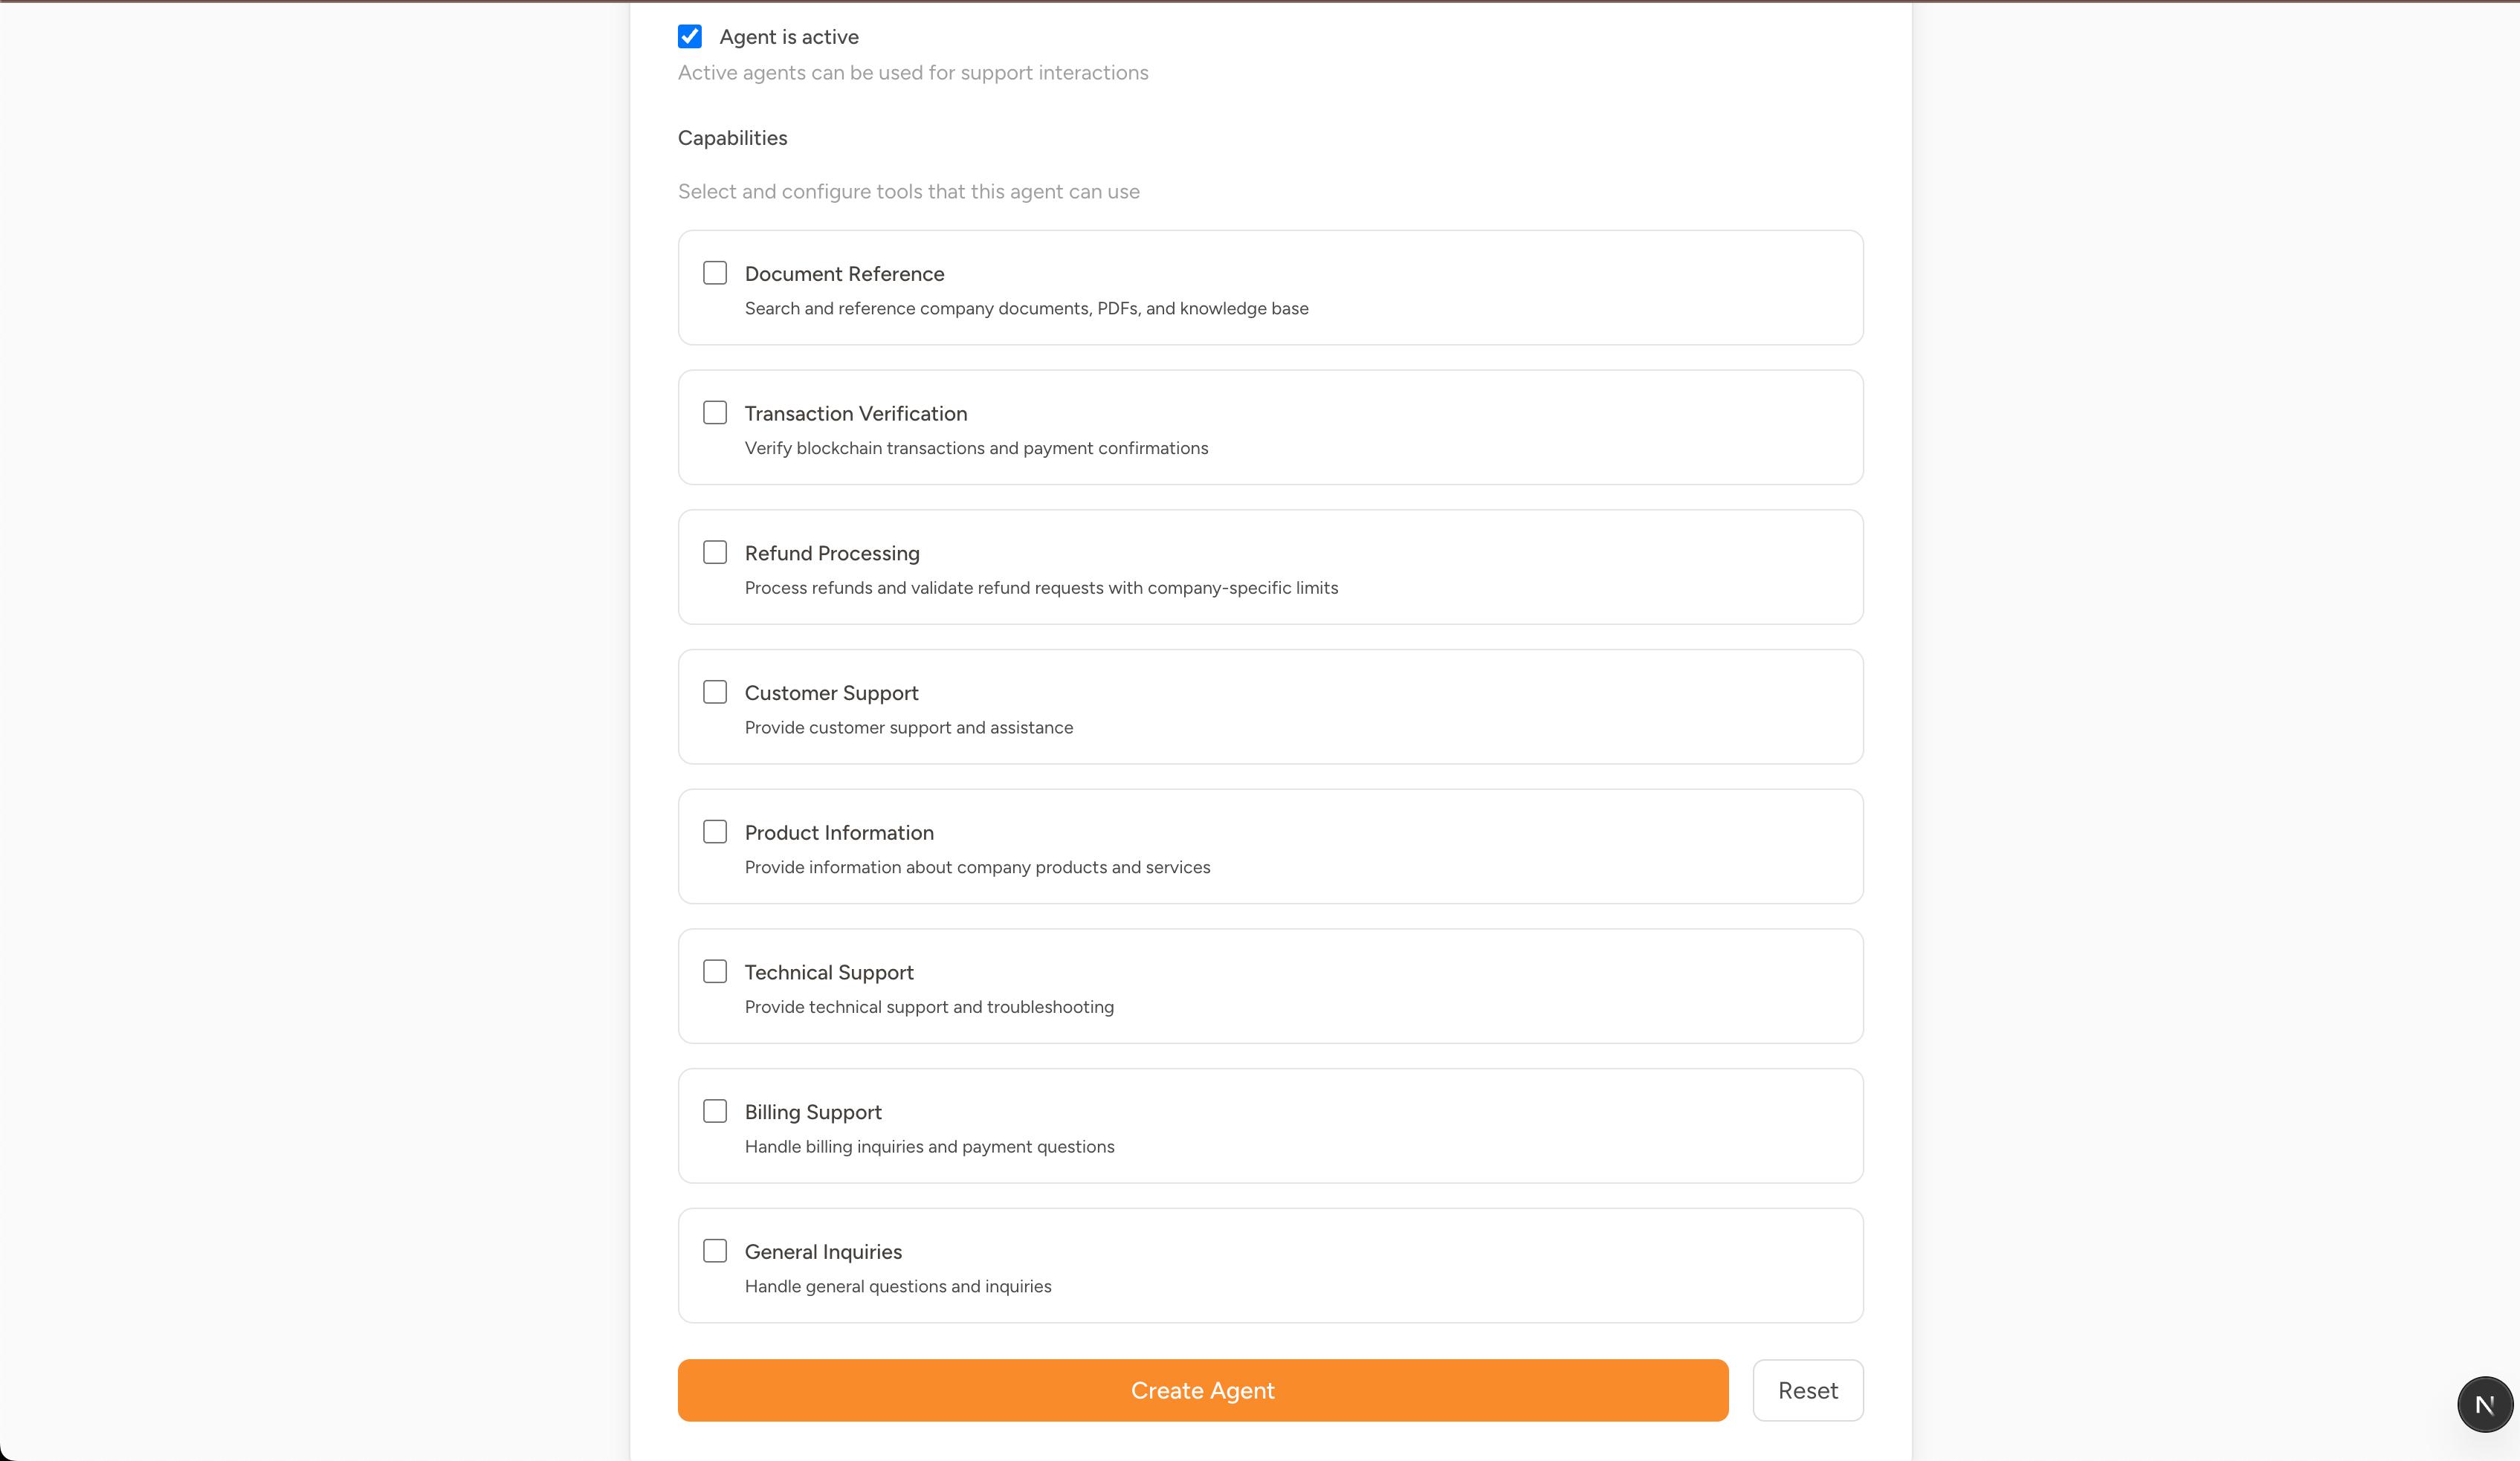 Agent is active
Active agents can be used for support interactions
Capabilities
Select and configure tools that this agent can use
Document Reference
Search and reference company documents, PDFs, and knowledge base
Transaction Verification
Verify blockchain transactions and payment confirmations
Refund Processing
Process refunds and validate refund requests with company-specific limits
Customer Support
Provide customer support and assistance
Product Information
Provide information about company products and services
Technical Support
Provide technical support and troubleshooting
Billing Support
Handle billing inquiries and payment questions
General Inquiries
Handle general questions and inquiries
Create Agent
Reset
N